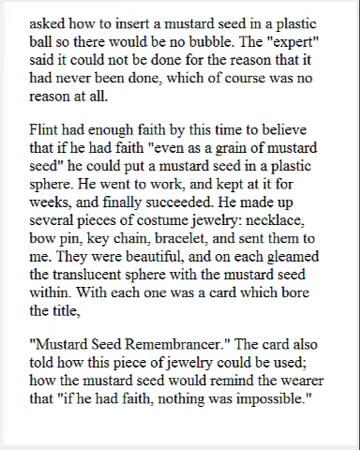 asked how to insert a mustard seed in a plastic
ball so there would be no bubble. The "expert"
said it could not be done for the reason that it
had never been done, which of course was no
reason at all.
Flint had enough faith by this time to believe
that if he had faith "even as a grain of mustard
seed" he could put a mustard seed in a plastic
sphere. He went to work, and kept at it for
weeks, and finally succeeded. He made up
several pieces of costume jewelry: necklace,
bow pin, key chain, bracelet, and sent them to
me. They were beautiful, and on each gleamed
the translucent sphere with the mustard seed
within. With each one was a card which bore
the title,
"Mustard Seed Remembrancer." The card also
told how this piece of jewelry could be used;
how the mustard seed would remind the wearer
that "if he had faith, nothing was impossible."